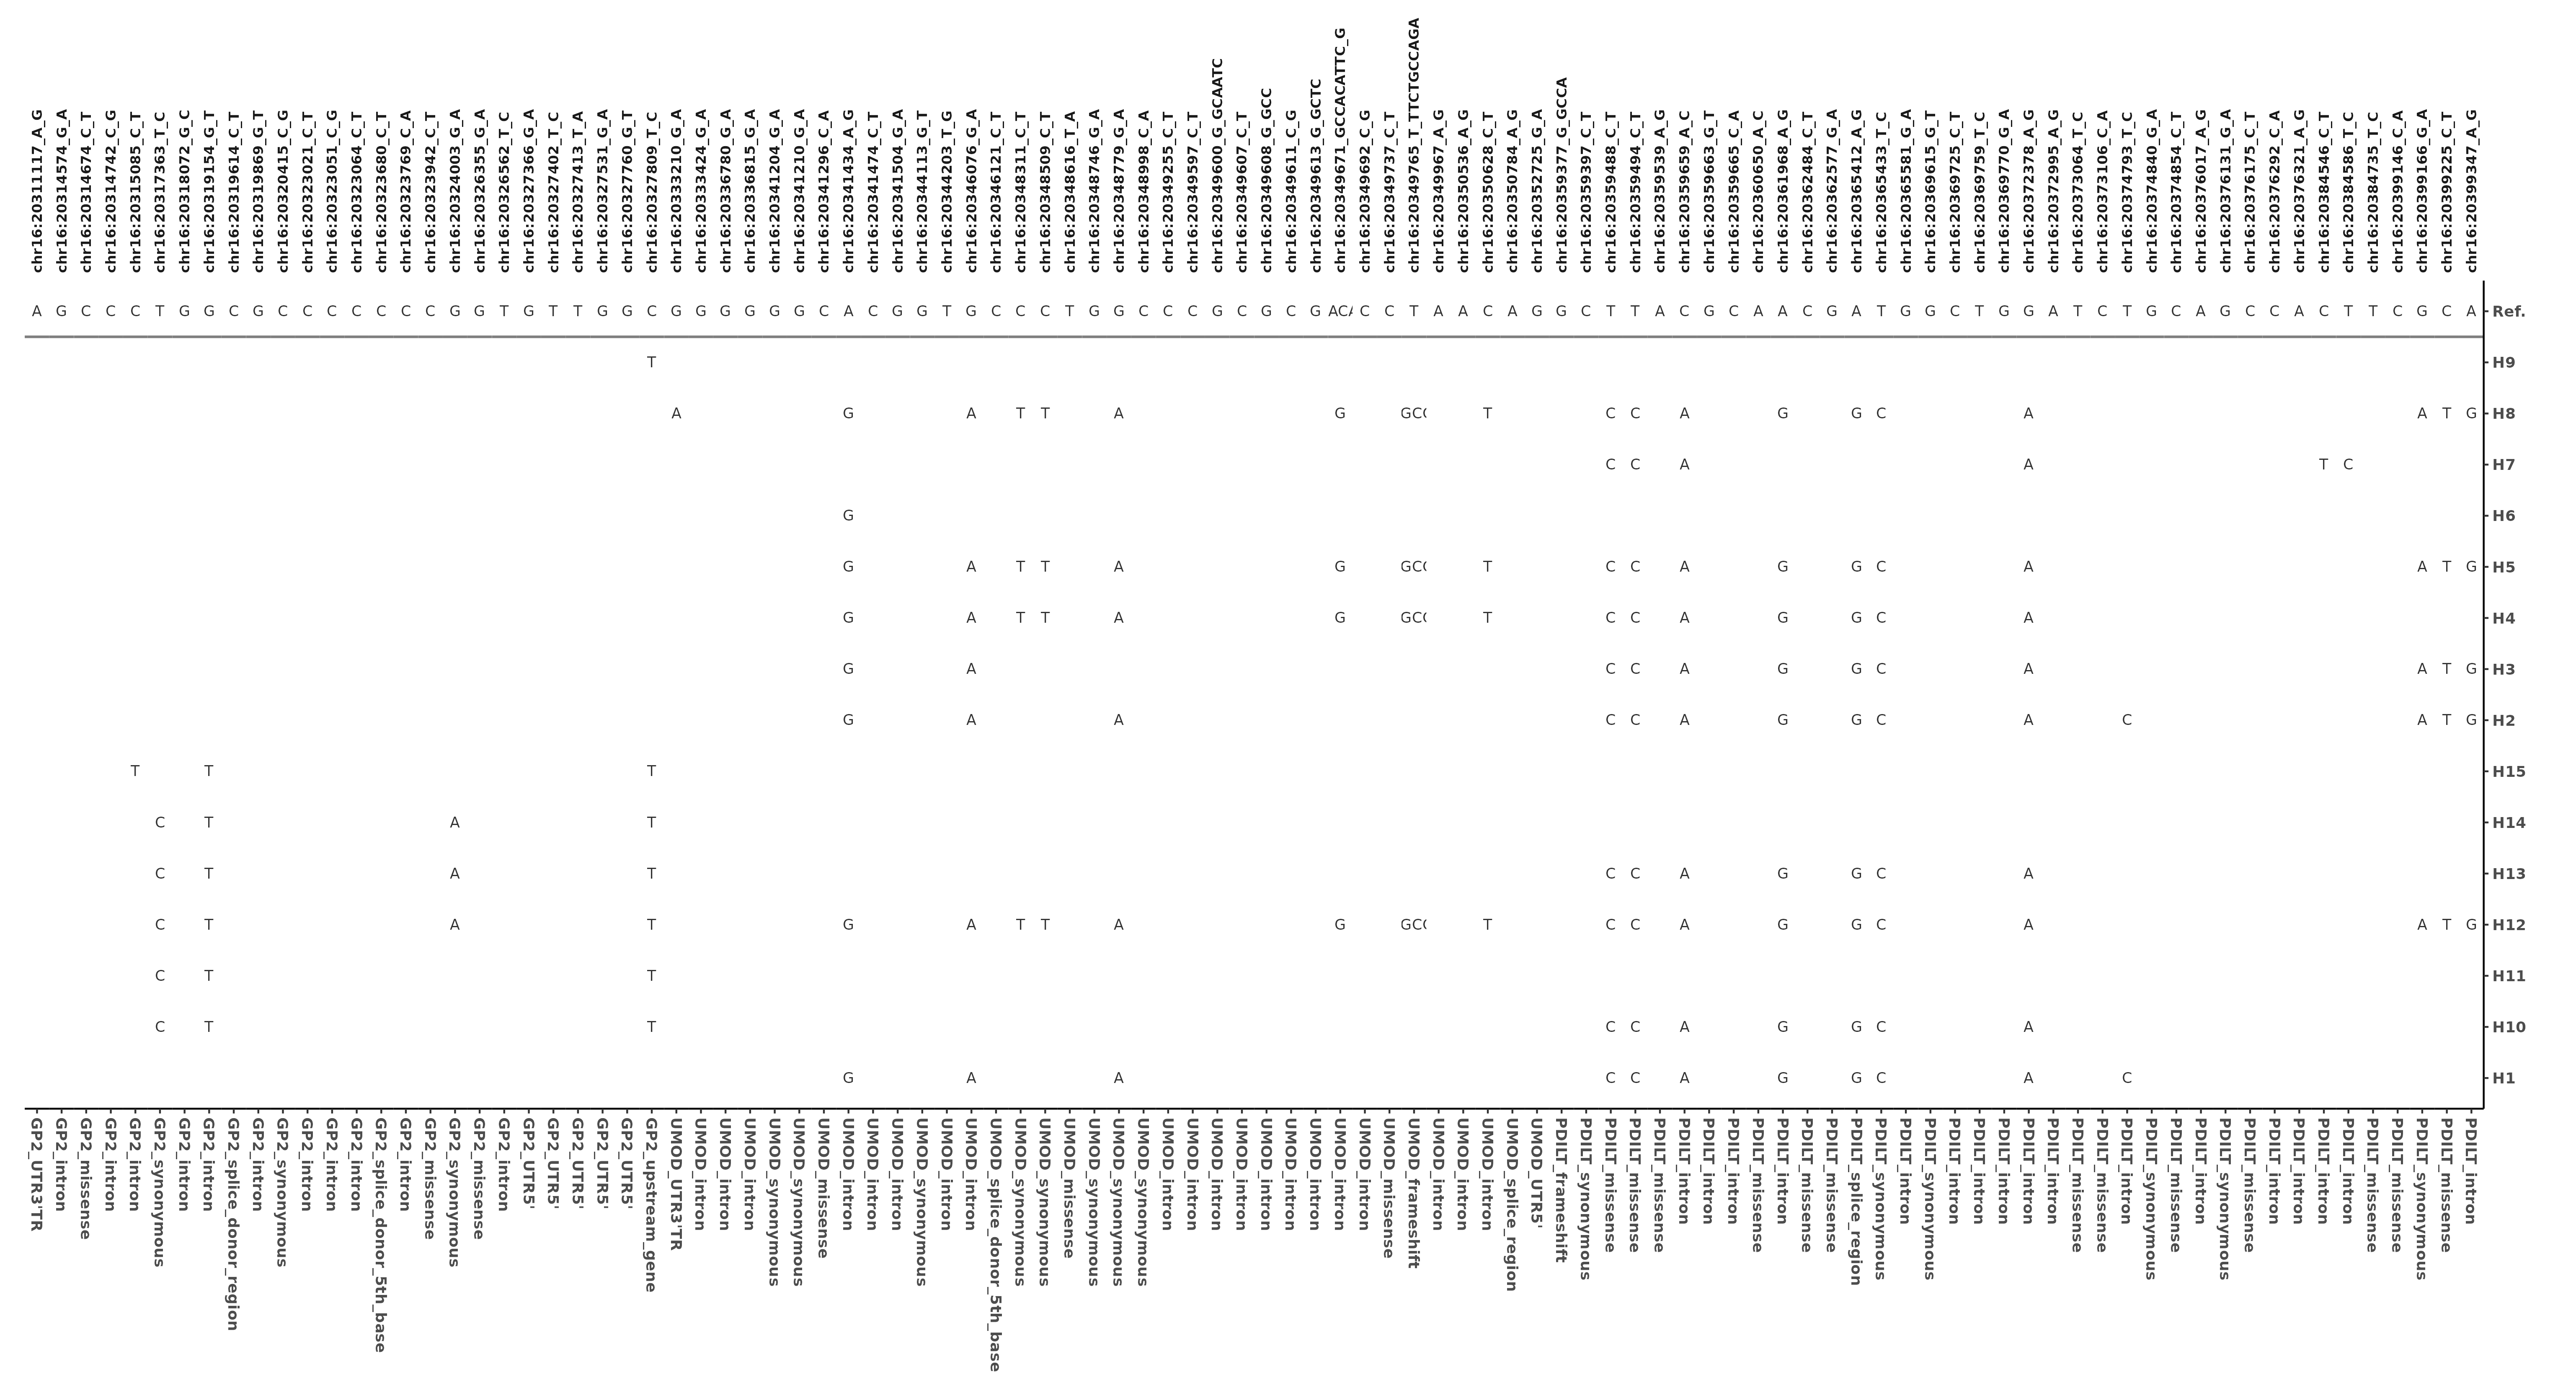 chr16:20311117_A_G
chr16:20314574_G_A
chr16:20314674_C_T
chr16:20314742_C_G
chr16:20315085_C_T
chr16:20317363_T_C
chr16:20318072_G_C
chr16:20319154_G_T
chr16:20319614_C_T
chr16:20319869_G_T
chr16:20320415_C_G
chr16:20323021_C_T
chr16:20323051_C_G
chr16:20323064_C_T
chr16:20323680_C_T
chr16:20323769_C_A
chr16:20323942_C_T
chr16:20324003_G_A
chr16:20326355_G_A
chr16:20326562_T_C
chr16:20327366_G_A
chr16:20327402_T_C
chr16:20327413_T_A
chr16:20327531_G_A
chr16:20327760_G_T
chr16:20327809_T_C
chr16:20333210_G_A
chr16:20333424_G_A
chr16:20336780_G_A
chr16:20336815_G_A
chr16:20341204_G_A
chr16:20341210_G_A
chr16:20341296_C_A
chr16:20341434_A_G
chr16:20341474_C_T
chr16:20341504_G_A
chr16:20344113_G_T
chr16:20344203_T_G
chr16:20346076_G_A
chr16:20346121_C_T
chr16:20348311_C_T
chr16:20348509_C_T
chr16:20348616_T_A
chr16:20348746_G_A
chr16:20348779_G_A
chr16:20348898_C_A
chr16:20349255_C_T
chr16:20349597_C_T
chr16:20349600_G_GCAATC
chr16:20349607_C_T
chr16:20349608_G_GCC
chr16:20349611_C_G
chr16:20349613_G_GCTC
chr16:20349671_GCCACATTC_G
chr16:20349692_C_G
chr16:20349737_C_T
chr16:20349765_T_TTCTGCCAGA
chr16:20349967_A_G
chr16:20350536_A_G
chr16:20350628_C_T
chr16:20350784_A_G
chr16:20352725_G_A
chr16:20359377_G_GCCA
chr16:20359397_C_T
chr16:20359488_C_T
chr16:20359494_C_T
chr16:20359539_A_G
chr16:20359659_A_C
chr16:20359663_G_T
chr16:20359665_C_A
chr16:20360650_A_C
chr16:20361968_A_G
chr16:20362484_C_T
chr16:20362577_G_A
chr16:20365412_A_G
chr16:20365433_T_C
chr16:20365581_G_A
chr16:20369615_G_T
chr16:20369725_C_T
chr16:20369759_T_C
chr16:20369770_G_A
chr16:20372378_A_G
chr16:20372995_A_G
chr16:20373064_T_C
chr16:20373106_C_A
chr16:20374793_T_C
chr16:20374840_G_A
chr16:20374854_C_T
chr16:20376017_A_G
chr16:20376131_G_A
chr16:20376175_C_T
chr16:20376292_C_A
chr16:20376321_A_G
chr16:20384546_C_T
chr16:20384586_T_C
chr16:20384735_T_C
chr16:20399146_C_A
chr16:20399166_G_A
chr16:20399225_C_T
chr16:20399347_A_G
A G C C C T G G C G C C C C C C C G G T G T T G G C G G G G G G C A C G G T G C C C T G G C C C G C G C G ACA C C T A A C A G G C T T A C G C A A C G A T G G C T G G A T C T G C A G C C A C T T C G C A Ref.
T H9
A G A T T A G GCC T C C A G G C A A T G H8
C C A A T C H7
G H6
G A T T A G GCC T C C A G G C A A T G H5
G A T T A G GCC T C C A G G C A H4
G A C C A G G C A A T G H3
G A A C C A G G C A C A T G H2
T T T H15
C T A T H14
C T A T C C A G G C A H13
C T A T G A T T A G GCC T C C A G G C A A T G H12
C T T H11
C T T C C A G G C A H10
G A A C C A G G C A C H1
GP2_UTR3'TR
GP2_intron
GP2_missense
GP2_intron
GP2_intron
GP2_synonymous
GP2_intron
GP2_intron
GP2_splice_donor_region
GP2_intron
GP2_synonymous
GP2_intron
GP2_intron
GP2_intron
GP2_splice_donor_5th_base
GP2_intron
GP2_missense
GP2_synonymous
GP2_missense
GP2_intron
GP2_UTR5'
GP2_UTR5'
GP2_UTR5'
GP2_UTR5'
GP2_UTR5'
GP2_upstream_gene
UMOD_UTR3'TR
UMOD_intron
UMOD_intron
UMOD_intron
UMOD_synonymous
UMOD_synonymous
UMOD_missense
UMOD_intron
UMOD_intron
UMOD_intron
UMOD_synonymous
UMOD_intron
UMOD_intron
UMOD_splice_donor_5th_base
UMOD_synonymous
UMOD_synonymous
UMOD_missense
UMOD_synonymous
UMOD_synonymous
UMOD_synonymous
UMOD_intron
UMOD_intron
UMOD_intron
UMOD_intron
UMOD_intron
UMOD_intron
UMOD_intron
UMOD_intron
UMOD_intron
UMOD_missense
UMOD_frameshift
UMOD_intron
UMOD_intron
UMOD_intron
UMOD_splice_region
UMOD_UTR5'
PDILT_frameshift
PDILT_synonymous
PDILT_missense
PDILT_missense
PDILT_missense
PDILT_intron
PDILT_intron
PDILT_intron
PDILT_missense
PDILT_intron
PDILT_missense
PDILT_missense
PDILT_splice_region
PDILT_synonymous
PDILT_intron
PDILT_synonymous
PDILT_intron
PDILT_intron
PDILT_intron
PDILT_intron
PDILT_intron
PDILT_missense
PDILT_missense
PDILT_intron
PDILT_synonymous
PDILT_missense
PDILT_intron
PDILT_synonymous
PDILT_missense
PDILT_intron
PDILT_intron
PDILT_intron
PDILT_intron
PDILT_missense
PDILT_missense
PDILT_synonymous
PDILT_missense
PDILT_intron